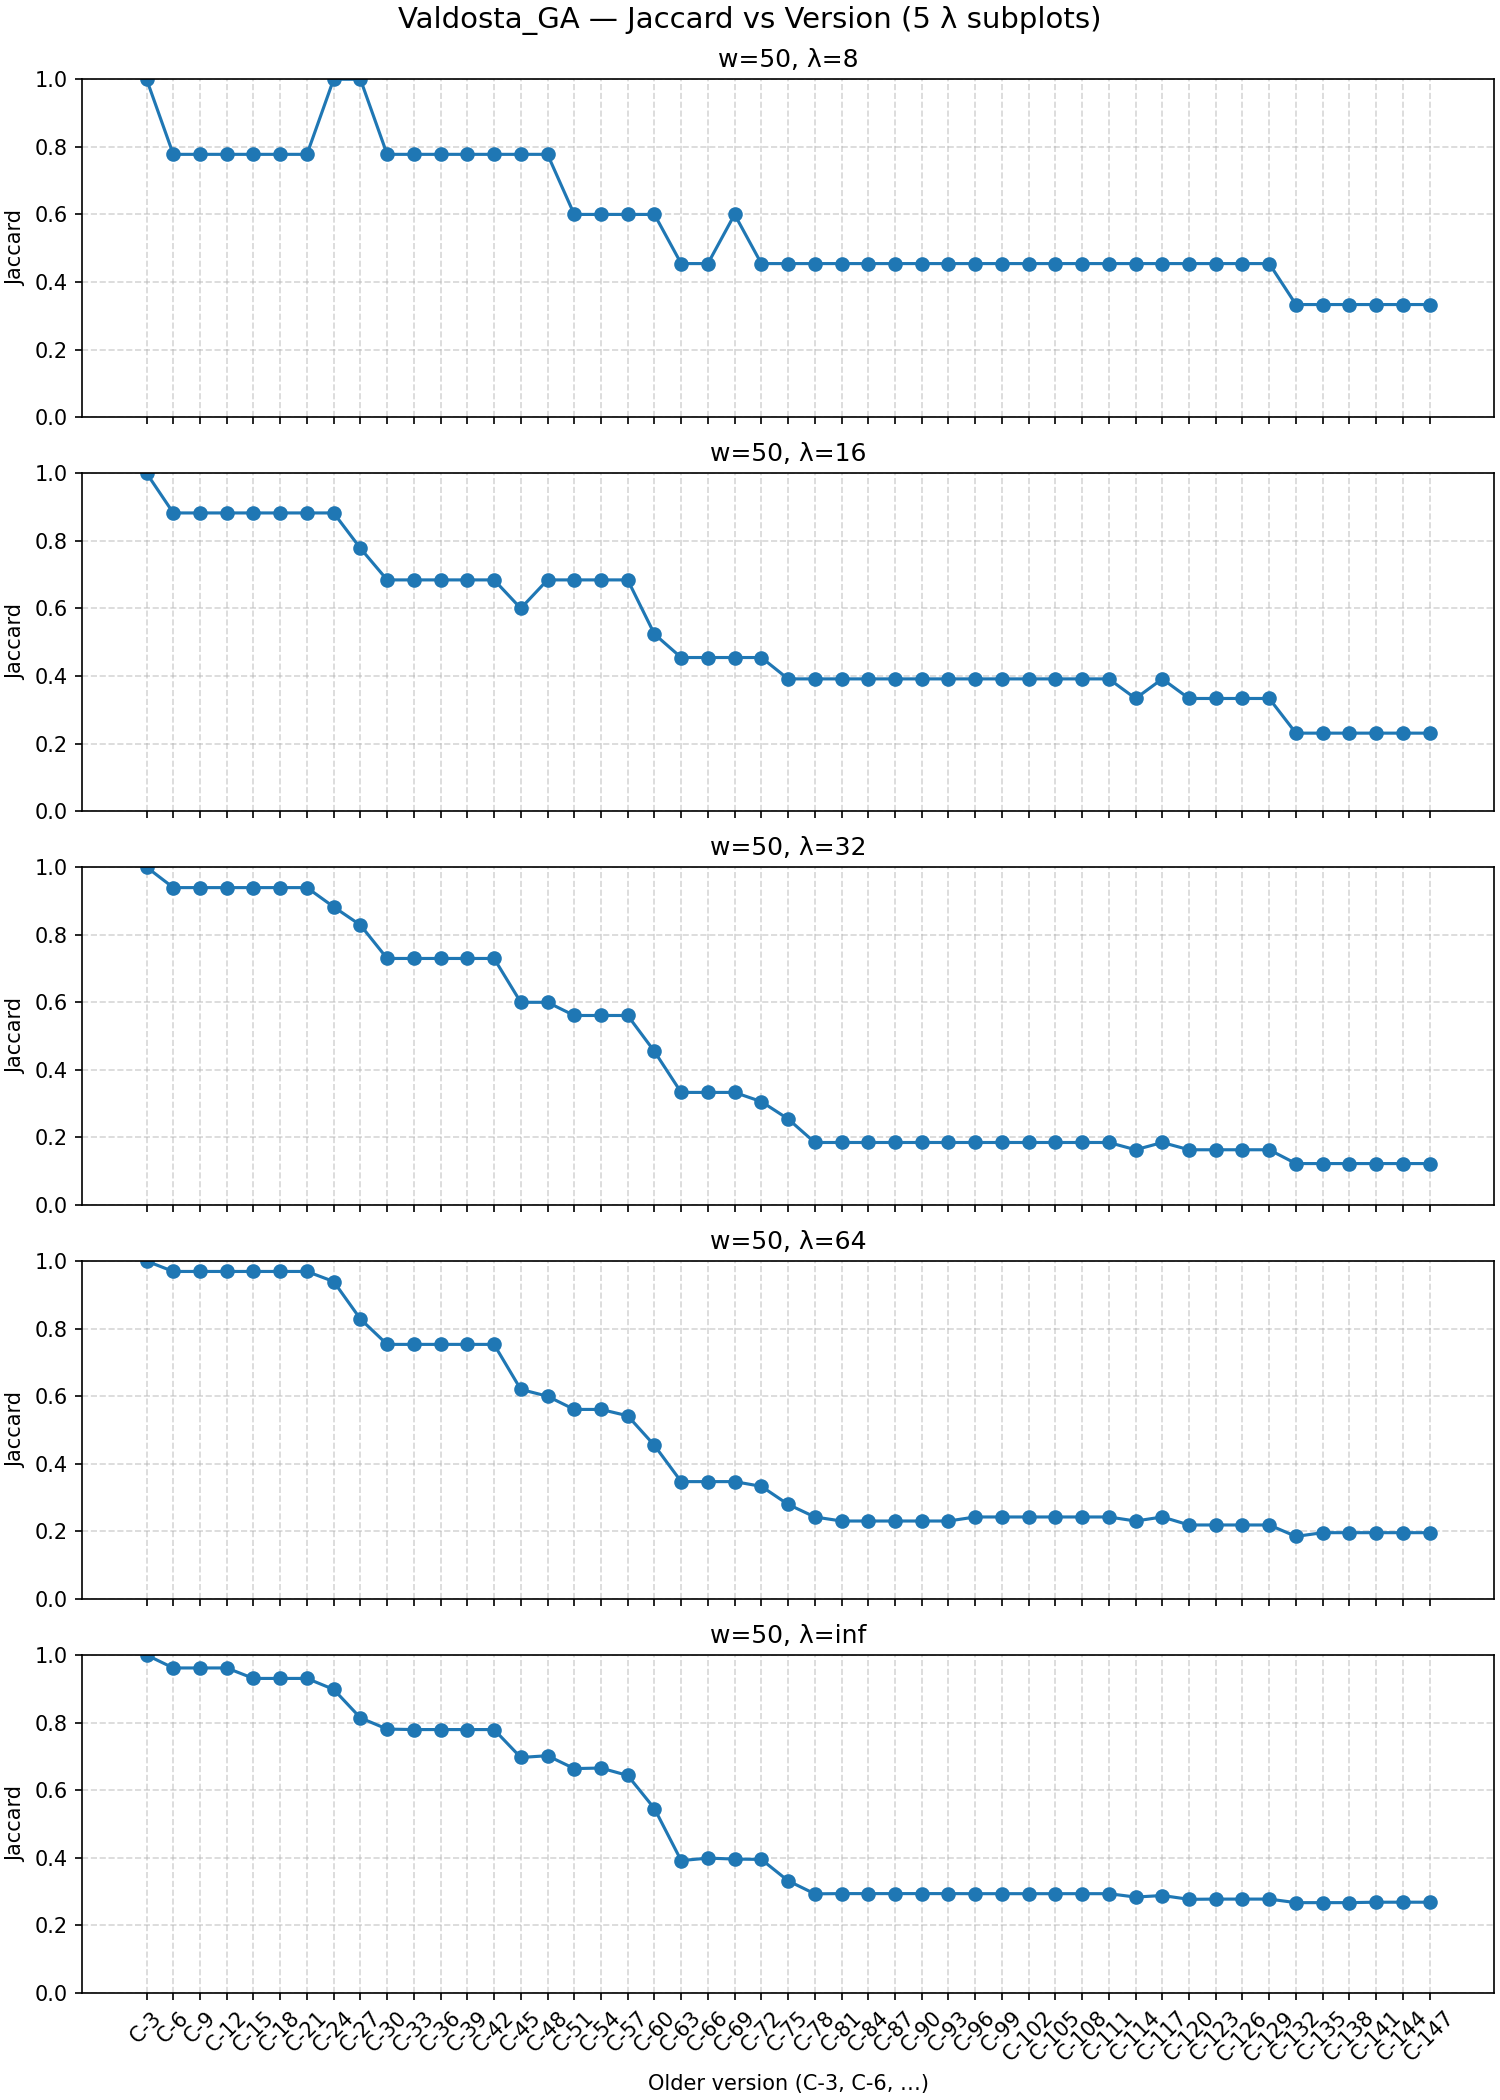 Valdosta_GA — Jaccard vs Version (5 λ subplots)
w=50, λ=8
Jaccard
1.0
0.8
0.6
0.4
0.2
0.0
w=50, λ=16
Jaccard
1.0
0.8
0.6
0.4
0.2
0.0
w=50, λ=32
Jaccard
1.0
0.8
0.6
0.4
0.2
0.0
w=50, λ=64
Jaccard
1.0
0.8
0.6
0.4
0.2
0.0
w=50, λ=inf
Jaccard
1.0
0.8
0.6
0.4
0.2
0.0
C-3 C-6 C-9 C-12 C-15 C-18 C-21 C-24 C-27 C-30 C-33 C-36 C-39 C-42 C-45 C-48 C-51 C-54 C-57 C-60 C-63 C-66 C-69 C-72 C-75 C-78 C-81 C-84 C-87 C-90 C-93 C-96 C-99 C-102 C-105 C-108 C-111 C-114 C-117 C-120 C-123 C-126 C-129 C-132 C-135 C-138 C-141 C-144 C-147
Older version (C-3, C-6, …)